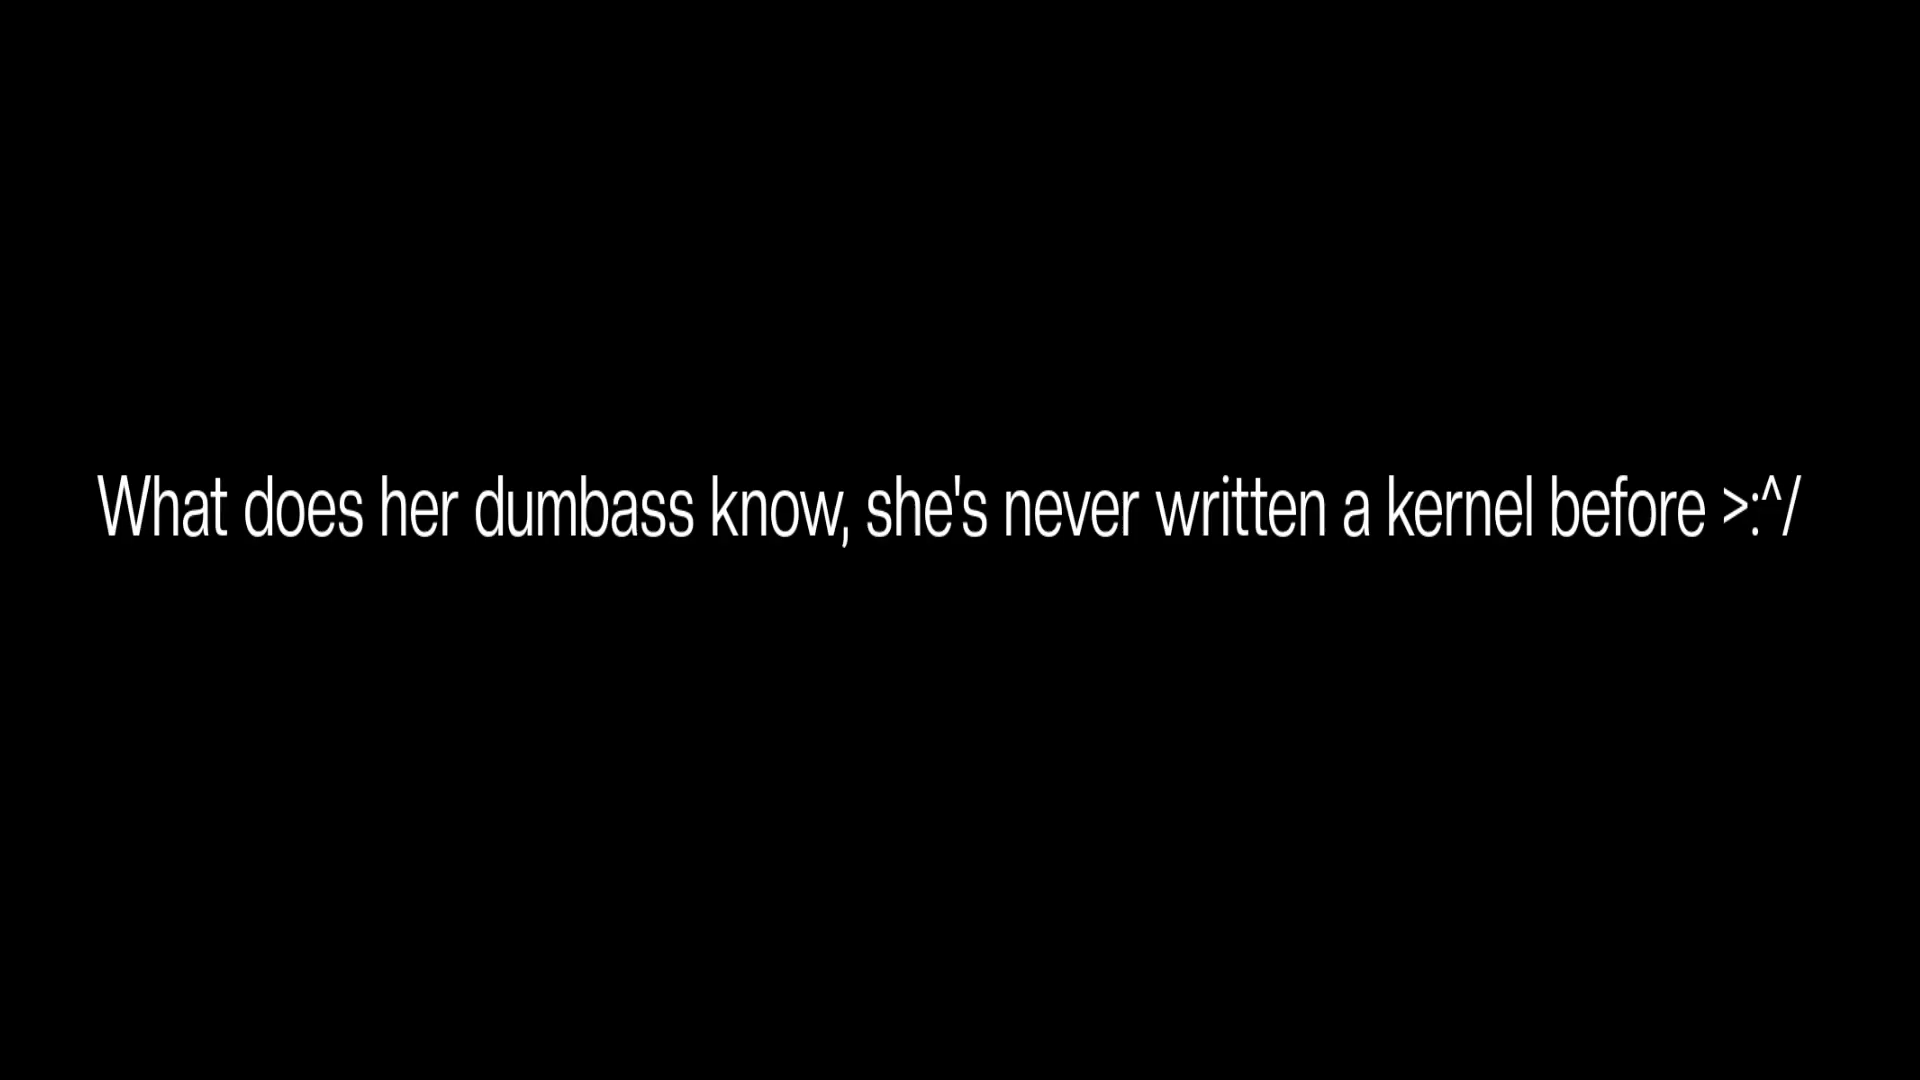 What does her dumbass know, she's never written a kernel before >:^/